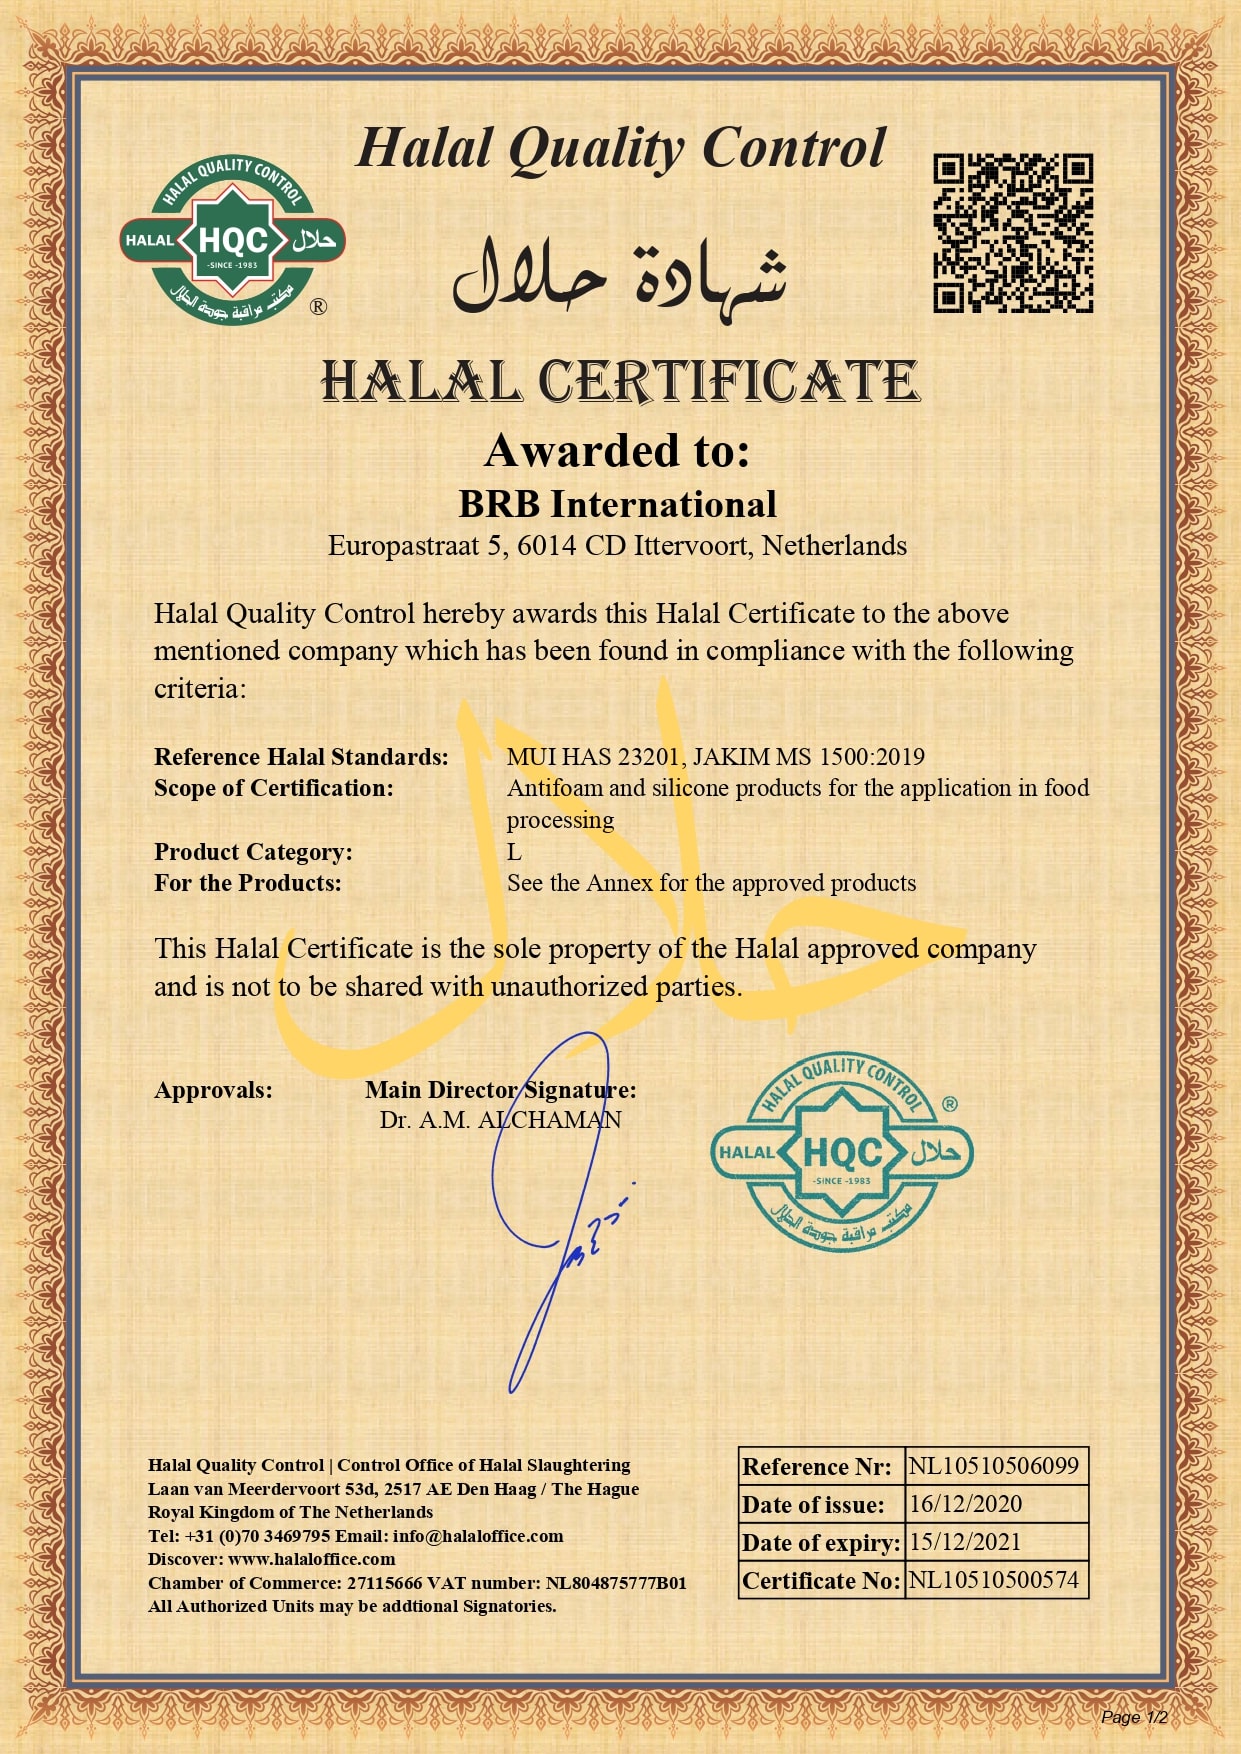 Halal Quality Control
HALAL QUALITY CONTROL
HALAL HQC حلال
-SINCE -1983
مكتب مراقبة جودة الحلال
®
شهادة حلال
HALAL CERTIFICATE
Awarded to:
BRB International
Europastraat 5, 6014 CD Ittervoort, Netherlands
Halal Quality Control hereby awards this Halal Certificate to the above
mentioned company which has been found in compliance with the following
criteria:
حلال
Reference Halal Standards: MUI HAS 23201, JAKIM MS 1500:2019
Scope of Certification: Antifoam and silicone products for the application in food
processing
Product Category: L
For the Products: See the Annex for the approved products
This Halal Certificate is the sole property of the Halal approved company
and is not to be shared with unauthorized parties.
Approvals: Main Director Signature:
Dr. A.M. ALCHAMAN
HALAL QUALITY CONTROL
®
HALAL HQC حلال
-SINCE -1983
مكتب مراقبة جودة الحلال
Halal Quality Control | Control Office of Halal Slaughtering
Laan van Meerdervoort 53d, 2517 AE Den Haag / The Hague
Royal Kingdom of The Netherlands
Tel: +31 (0)70 3469795 Email: info@halaloffice.com
Discover: www.halaloffice.com
Chamber of Commerce: 27115666 VAT number: NL804875777B01
All Authorized Units may be addtional Signatories.
Reference Nr: NL10510506099
Date of issue: 16/12/2020
Date of expiry: 15/12/2021
Certificate No: NL10510500574
Page 1/2